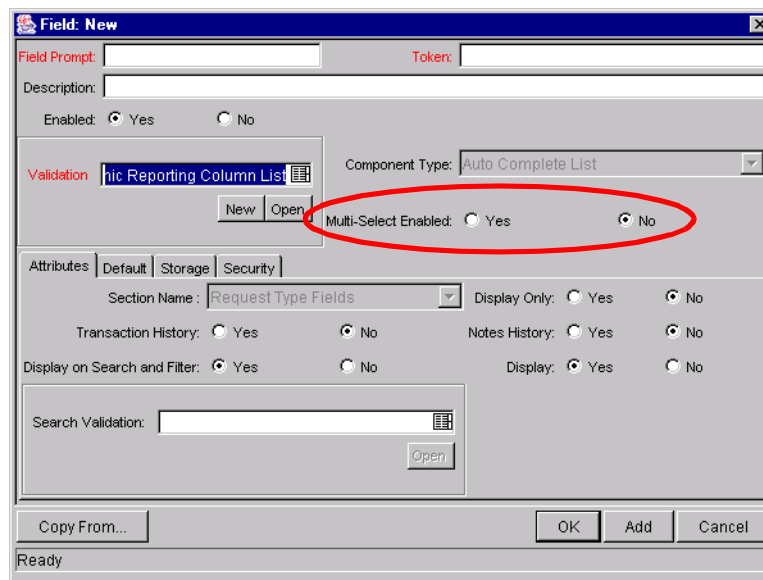 Field: New
Field Prompt: Token:
Description:
Enabled: Yes No
Validation nic Reporting Column List
Component Type: Auto Complete List
New Open
Multi-Select Enabled: Yes No
Attributes Default Storage Security
Section Name : Request Type Fields Display Only: Yes No
Transaction History: Yes No Notes History: Yes No
Display on Search and Filter: Yes No Display: Yes No
Search Validation:
Open
Copy From... OK Add Cancel
Ready